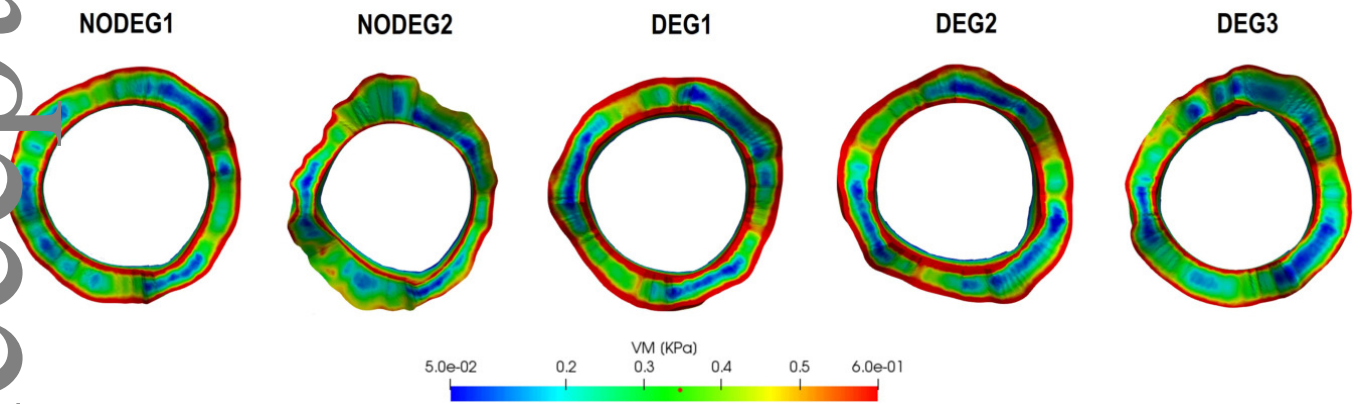 NODEG1 NODEG2 DEG1 DEG2 DEG3
VM (KPa)
5.0e-02 0.2 0.3 0.4 0.5 6.0e-01